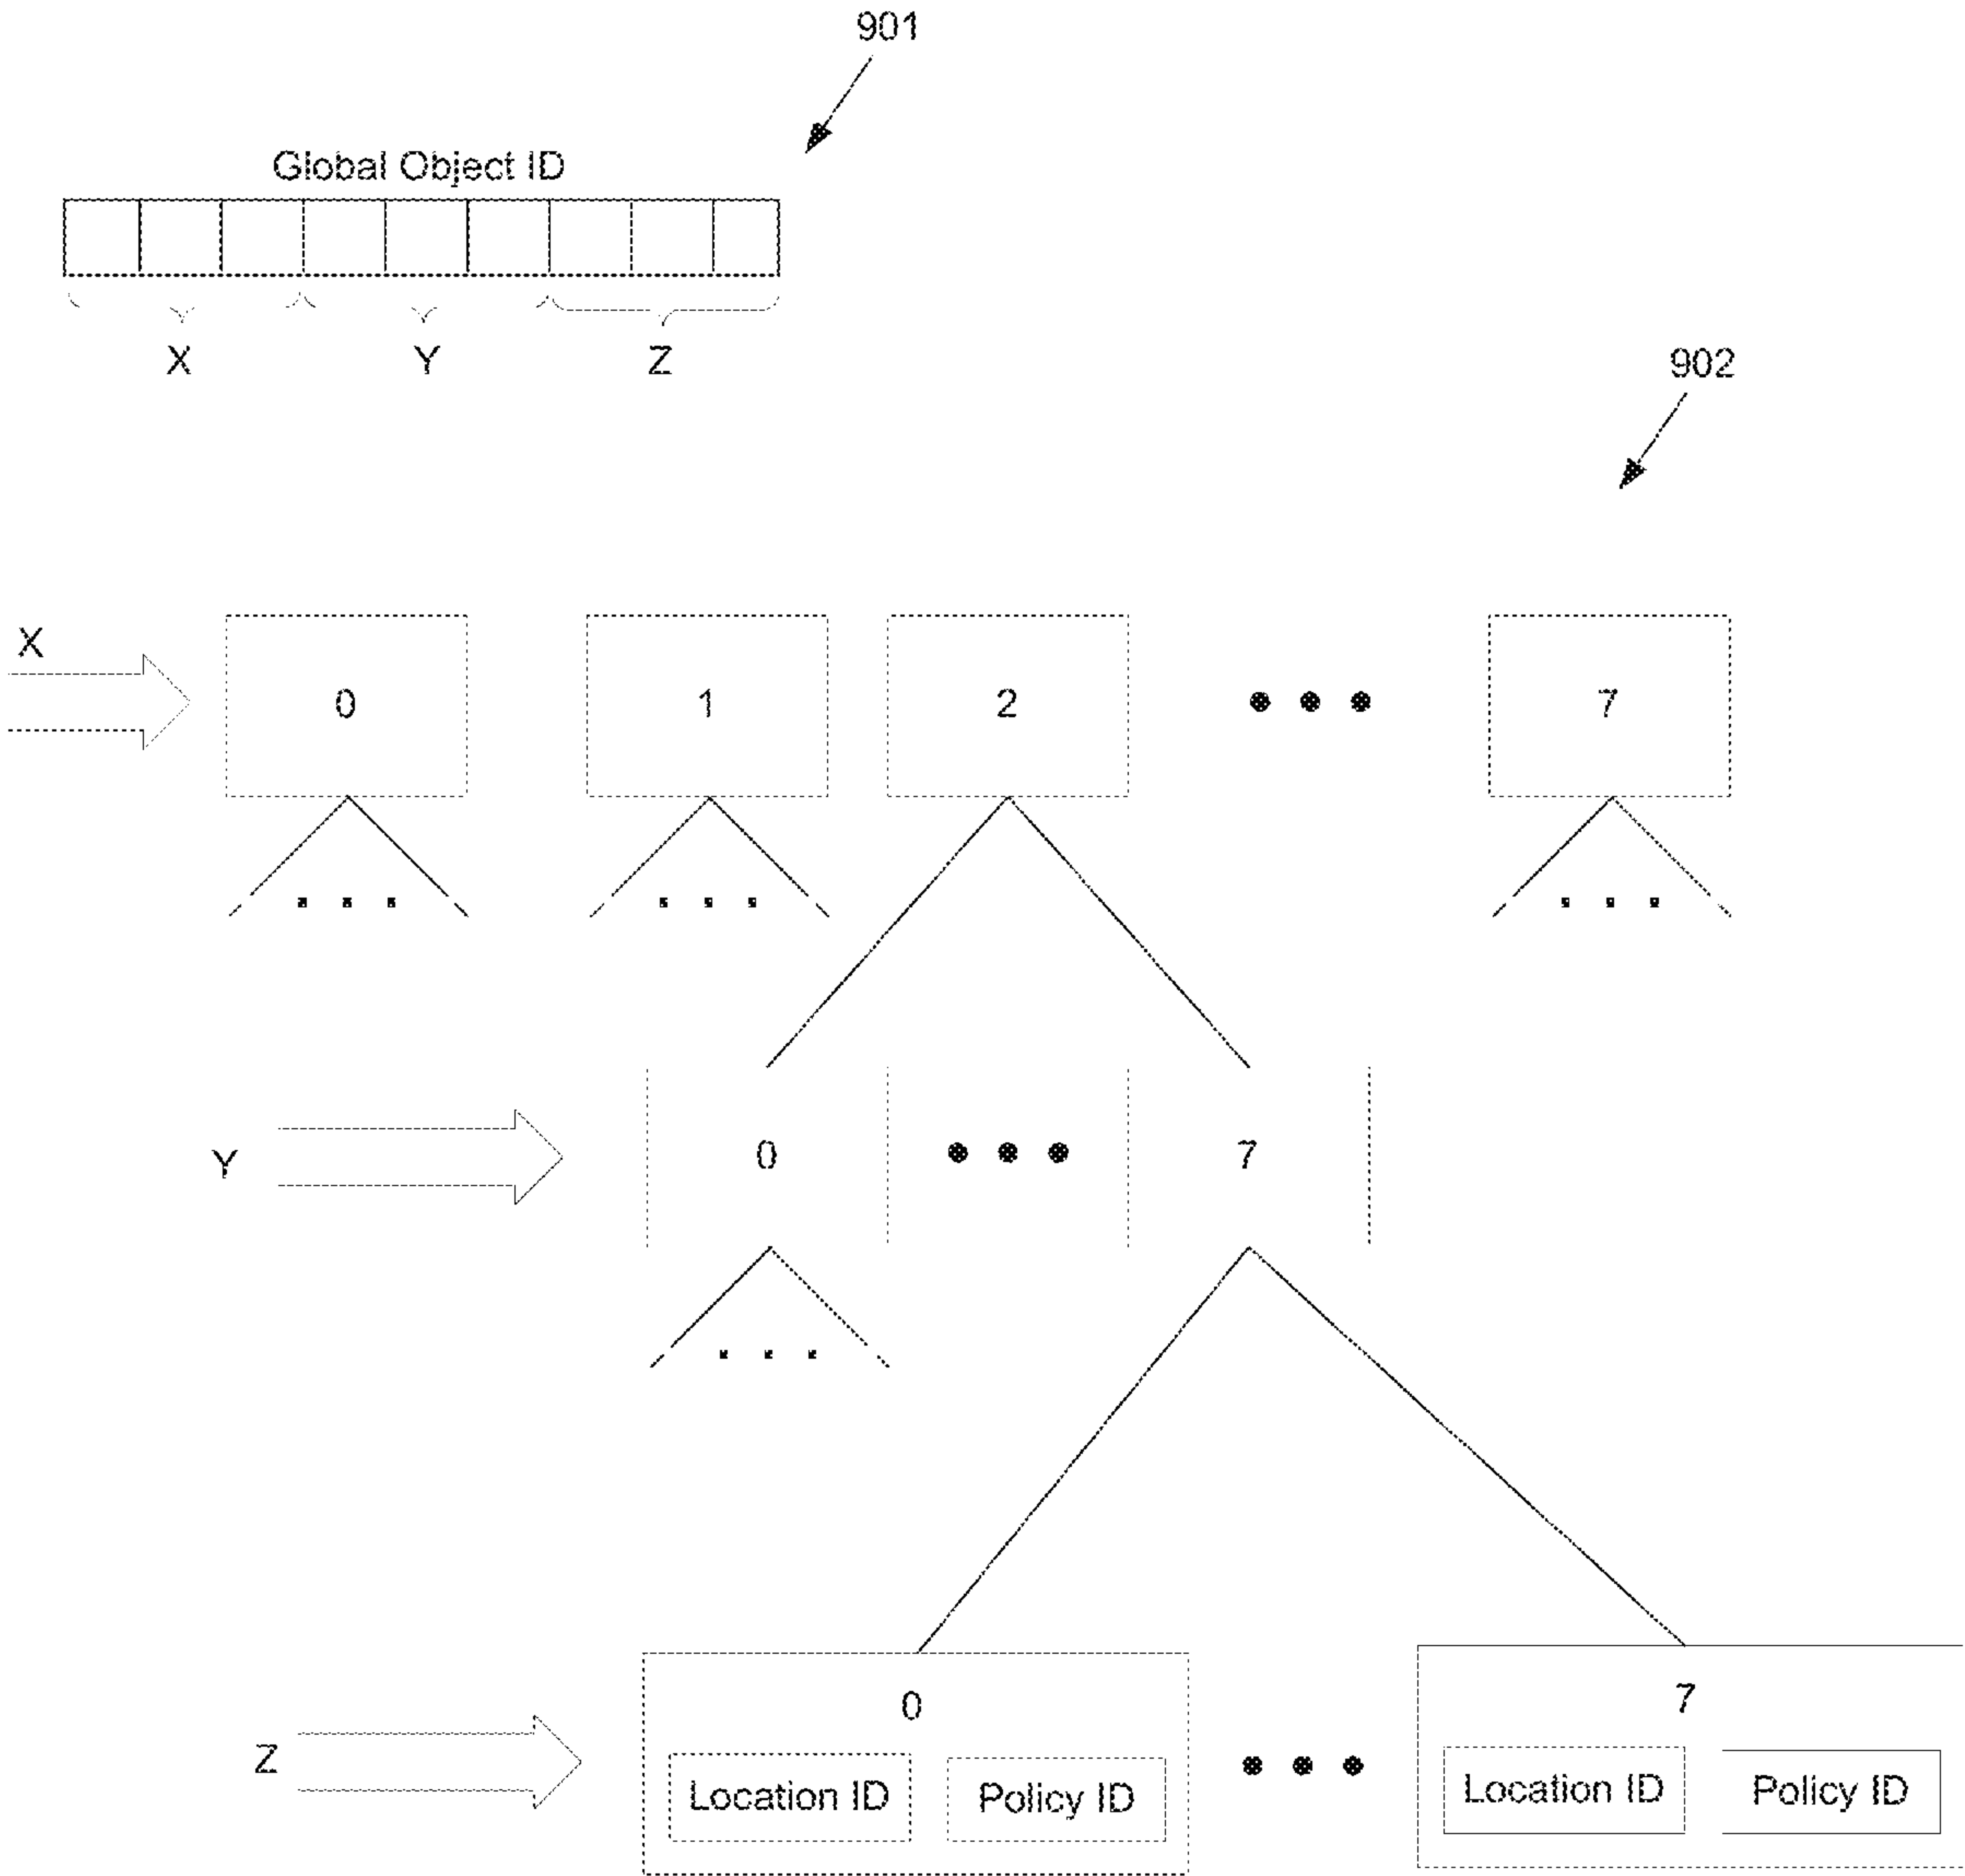 901
Global Object ID
X Y Z
902
X
0 1 2 7
Y
0 7
Z
0 7
Location ID Policy ID Location ID Policy ID